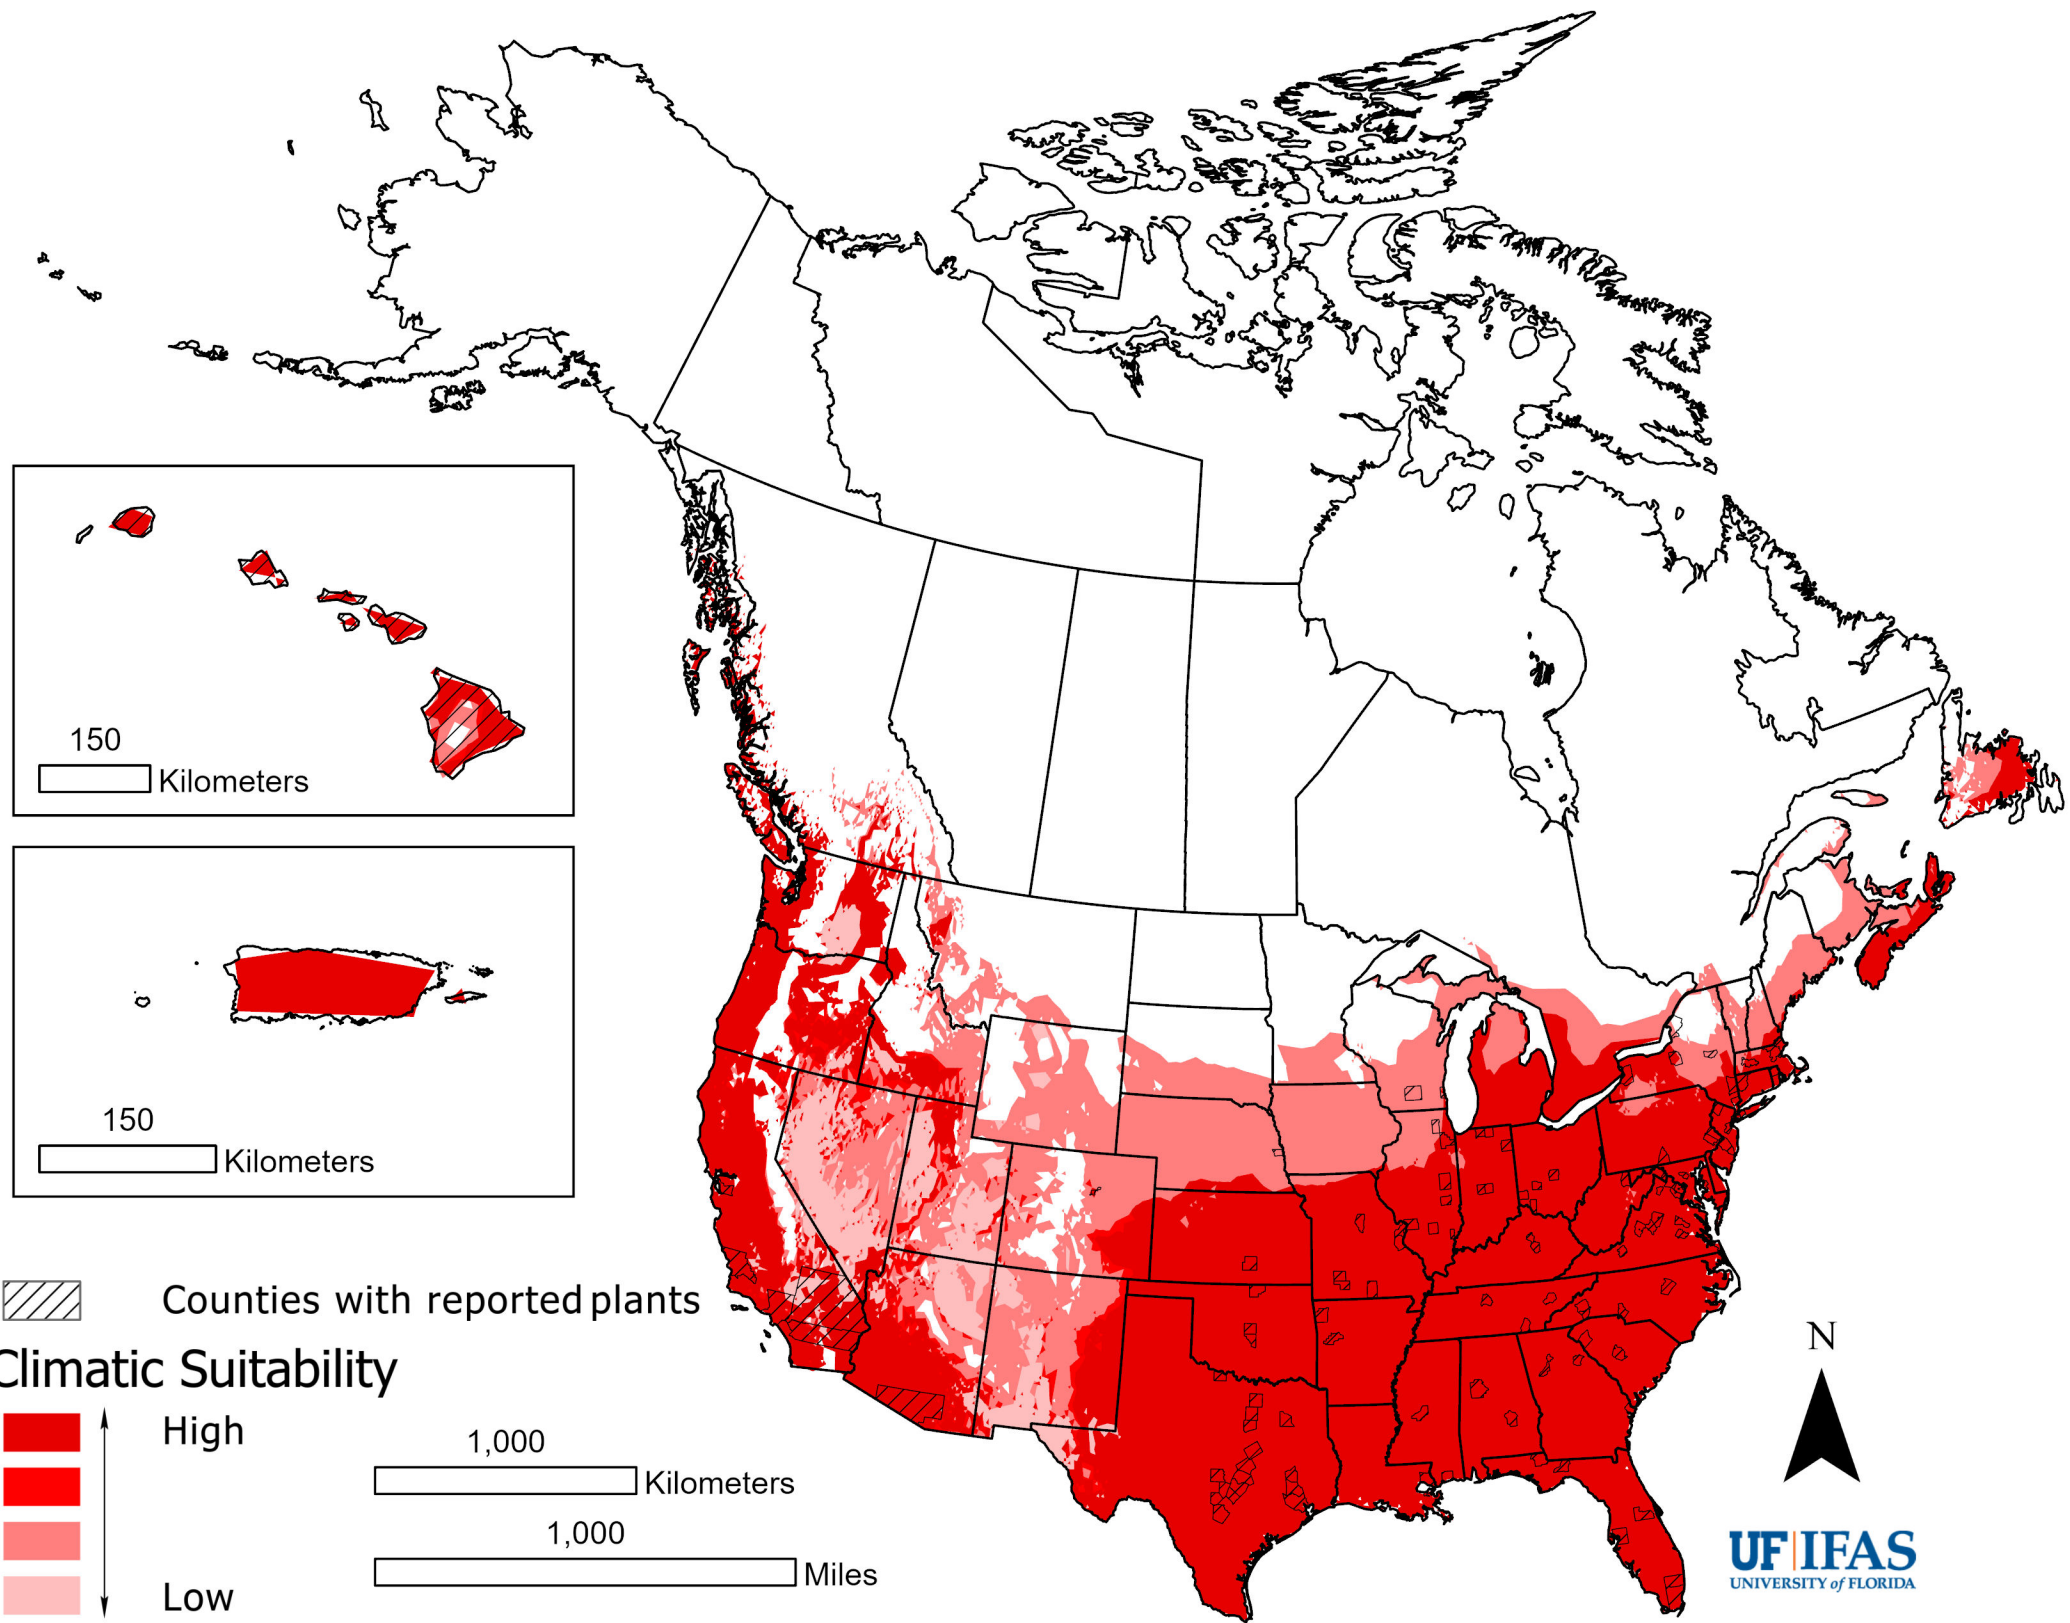 150
Kilometers
150
Kilometers
Counties with reported plants
Climatic Suitability
High
Low
1,000
Kilometers
1,000
Miles
N
UF|IFAS
UNIVERSITY of FLORIDA